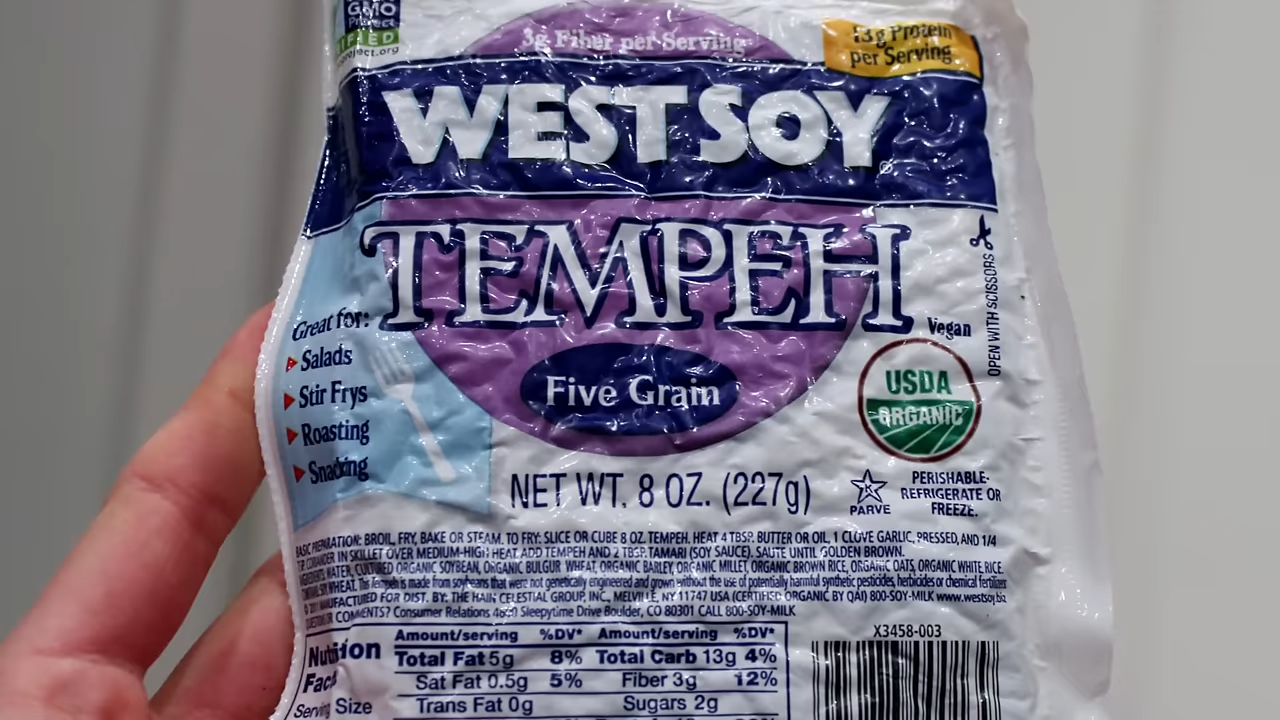 GMO
Project
IFIED
project.org
3g Fiber per Serving
13g Protein
per Serving
WESTSOY®
TEMPEH
Five Grain
Great for:
Salads
Stir Frys
Roasting
Snacking
Vegan
OPEN WITH SCISSORS
USDA
ORGANIC
NET WT. 8 OZ. (227g)
K
PARVE
PERISHABLE-
REFRIGERATE OR
FREEZE.
BASIC PREPARATION: BROIL, FRY, BAKE OR STEAM. TO FRY: SLICE OR CUBE 8 OZ. TEMPEH. HEAT 4 TBSP. BUTTER OR OIL, 1 CLOVE GARLIC, PRESSED, AND 1/4
TSP. CORIANDER IN SKILLET OVER MEDIUM-HIGH HEAT. ADD TEMPEH AND 2 TBSP. TAMARI (SOY SAUCE). SAUTE UNTIL GOLDEN BROWN.
INGREDIENTS: WATER, CULTURED ORGANIC SOYBEAN, ORGANIC BULGUR WHEAT, ORGANIC BARLEY, ORGANIC MILLET, ORGANIC BROWN RICE, ORGANIC OATS, ORGANIC WHITE RICE.
WHEAT. This Tempeh is made from soybeans that were not genetically engineered and grown without the use of potentially harmful synthetic pesticides, herbicides or chemical fertilizers
MANUFACTURED FOR DIST. BY: THE HAIN CELESTIAL GROUP, INC., MELVILLE, NY 11747 USA (CERTIFIED ORGANIC BY QAI) 800-SOY-MILK www.westsoy.biz
OR COMMENTS? Consumer Relations Sleepytime Drive Boulder, CO 80301 CALL 800-SOY-MILK
Nutrition
Facts
Serving Size
Amount/serving %DV* Amount/serving %DV*
Total Fat 5g 8% Total Carb 13g 4%
Sat Fat 0.5g 5% Fiber 3g 12%
Trans Fat 0g Sugars 2g
X3458-003